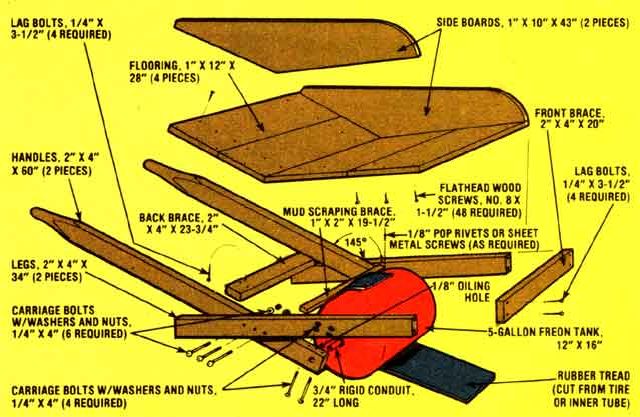 LAG BOLTS, 1/4" X
3-1/2" (4 REQUIRED)
SIDE BOARDS, 1" X 10" X 43" (2 PIECES)
FLOORING, 1" X 12" X
28" (4 PIECES)
FRONT BRACE,
2" X 4" X 20"
HANDLES, 2" X 4"
X 60" (2 PIECES)
LAG BOLTS,
1/4" X 3-1/2"
(4 REQUIRED)
FLATHEAD WOOD
SCREWS, NO. 8 X
1-1/2" (48 REQUIRED)
BACK BRACE, 2"
X 4" X 23-3/4"
MUD SCRAPING BRACE,
1" X 2" X 19-1/2"
1/8" POP RIVETS OR SHEET
METAL SCREWS (AS REQUIRED)
145°
LEGS, 2" X 4" X
34" (2 PIECES)
1/8" OILING
HOLE
CARRIAGE BOLTS
W/WASHERS AND NUTS,
1/4" X 4" (6 REQUIRED)
5-GALLON FREON TANK,
12" X 16"
CARRIAGE BOLTS W/WASHERS AND NUTS,
1/4" X 4" (4 REQUIRED)
3/4" RIGID CONDUIT,
22" LONG
RUBBER TREAD
(CUT FROM TIRE
OR INNER TUBE)